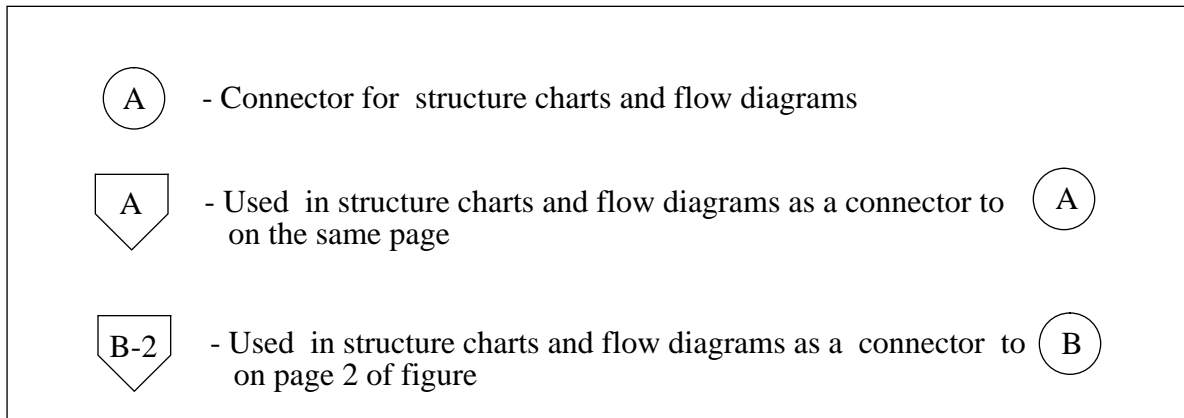 A - Connector for structure charts and flow diagrams
A - Used in structure charts and flow diagrams as a connector to A
on the same page
B-2 - Used in structure charts and flow diagrams as a connector to B
on page 2 of figure